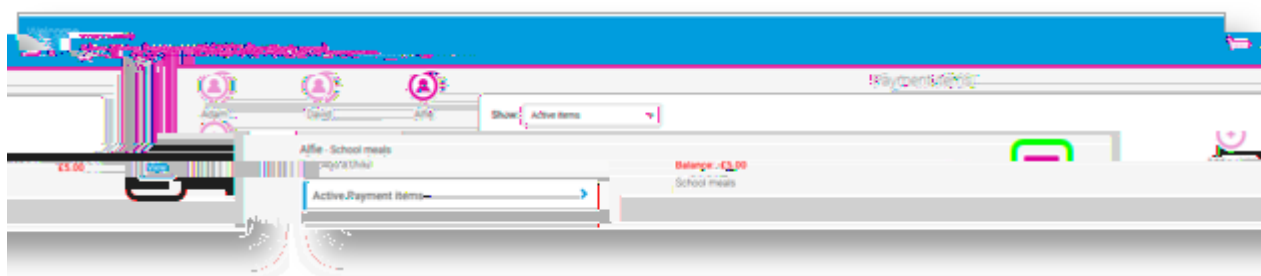 Payment items
Adam
David
Alfie
Show:
Active items
Alfie - School meals
£5.00
View
Balance: -£5.00
School meals
Active Payment Items